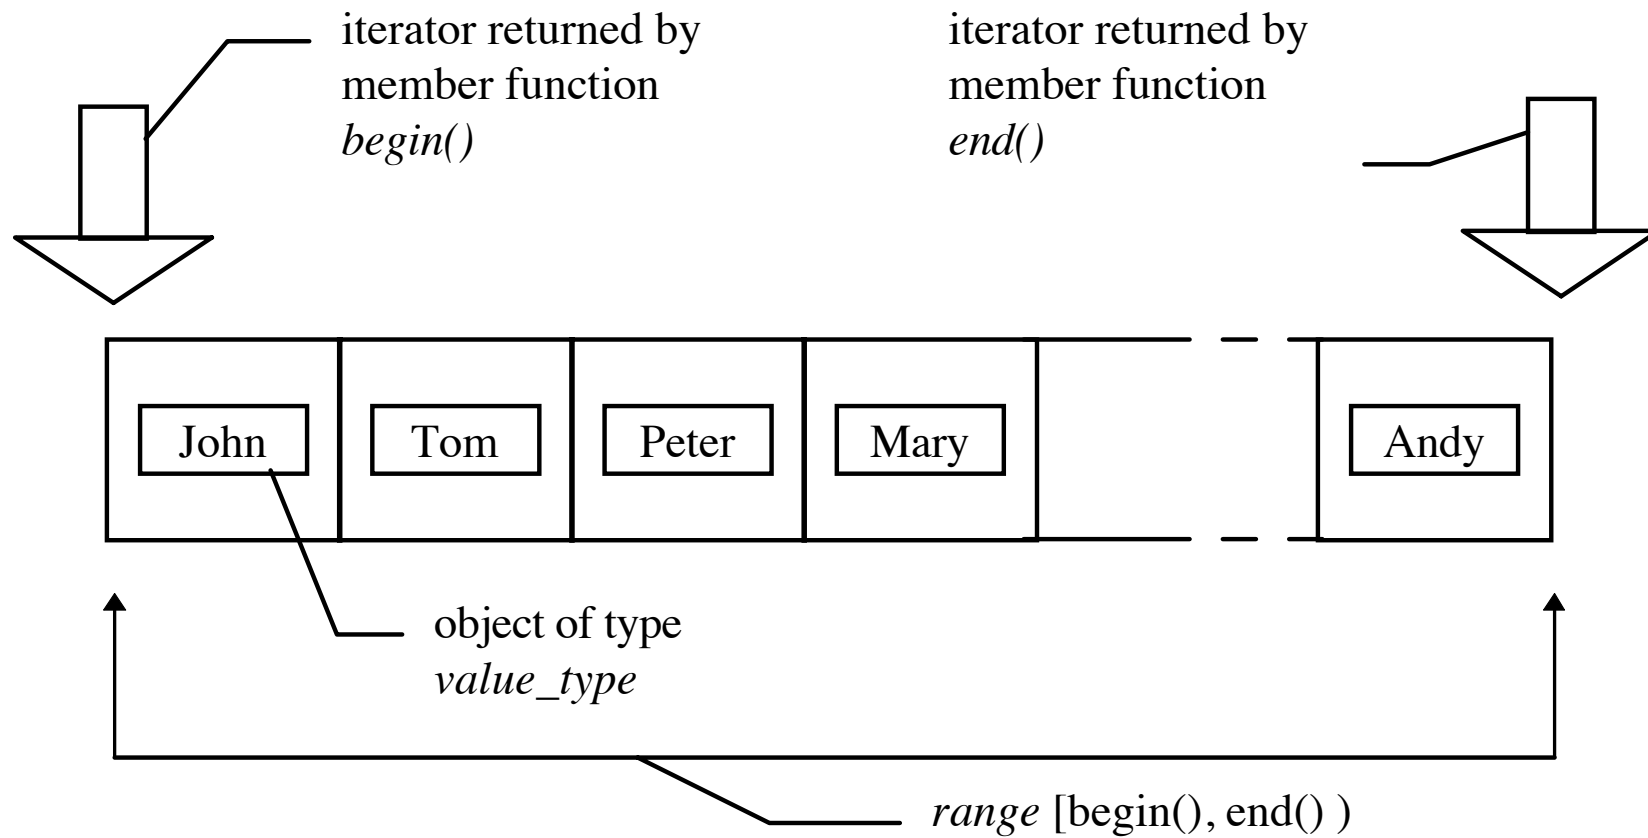 iterator returned by
member function
begin()
iterator returned by
member function
end()
John
Tom
Peter
Mary
Andy
object of type
value_type
range [begin(), end() )